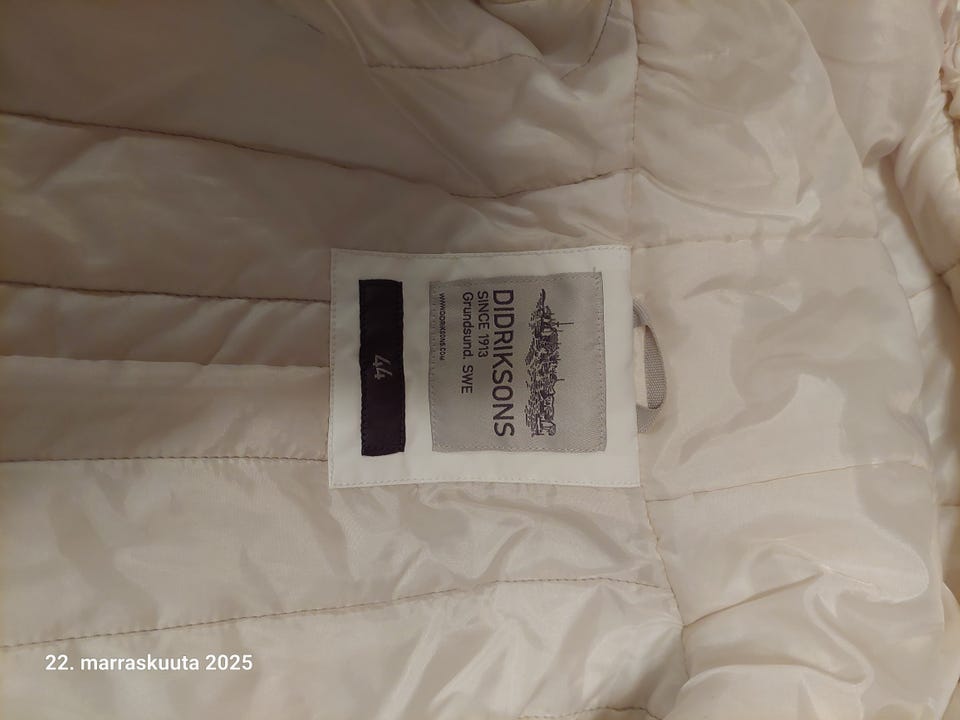 DIDRIKSONS
SINCE 1913
Grundsund. SWE
WWW.DIDRIKSONS.COM
44
22. marraskuuta 2025